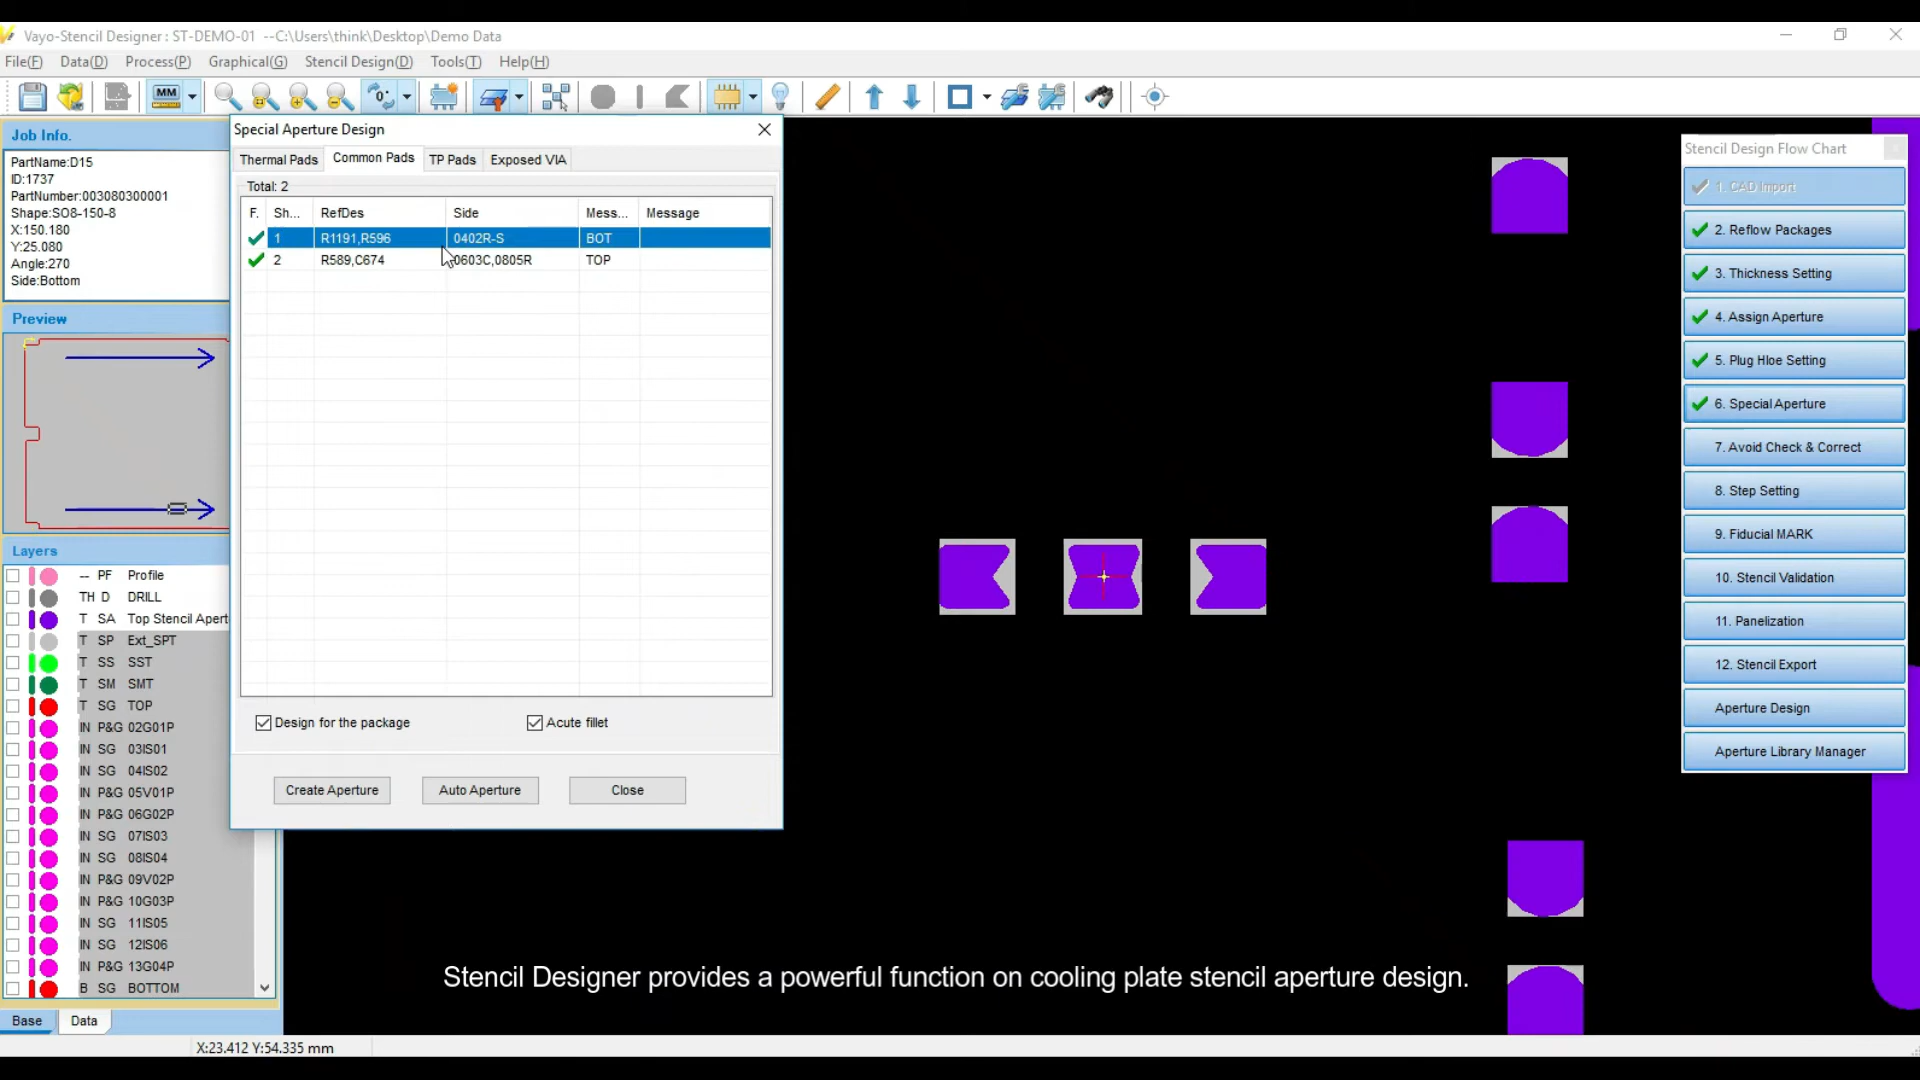 Vayo-Stencil Designer : ST-DEMO-01 --C:\Users\think\Desktop\Demo Data
File(F) Data(D) Process(P) Graphical(G) Stencil Design(D) Tools(T) Help(H)
MM
0
Job Info.
PartName:D15
ID:1737
PartNumber:003080300001
Shape:SO8-150-8
X:150.180
Y:25.080
Angle:270
Side:Bottom
Preview
Layers
-- PF Profile
TH D DRILL
T SA Top Stencil Apert
T SP Ext_SPT
T SS SST
T SM SMT
T SG TOP
IN P&G 02G01P
IN SG 03IS01
IN SG 04IS02
IN P&G 05V01P
IN P&G 06G02P
IN SG 07IS03
IN SG 08IS04
IN P&G 09V02P
IN P&G 10G03P
IN SG 11IS05
IN SG 12IS06
IN P&G 13G04P
B SG BOTTOM
Base Data
X:23.412 Y:54.335 mm
Special Aperture Design
Thermal Pads Common Pads TP Pads Exposed VIA
Total: 2
F. Sh... RefDes Side Mess... Message
1 R1191,R596 0402R-S BOT
2 R589,C674 0603C,0805R TOP
Design for the package Acute fillet
Create Aperture Auto Aperture Close
Stencil Design Flow Chart
1. CAD Import
2. Reflow Packages
3. Thickness Setting
4. Assign Aperture
5. Plug Hloe Setting
6. Special Aperture
7. Avoid Check & Correct
8. Step Setting
9. Fiducial MARK
10. Stencil Validation
11. Panelization
12. Stencil Export
Aperture Design
Aperture Library Manager
Stencil Designer provides a powerful function on cooling plate stencil aperture design.